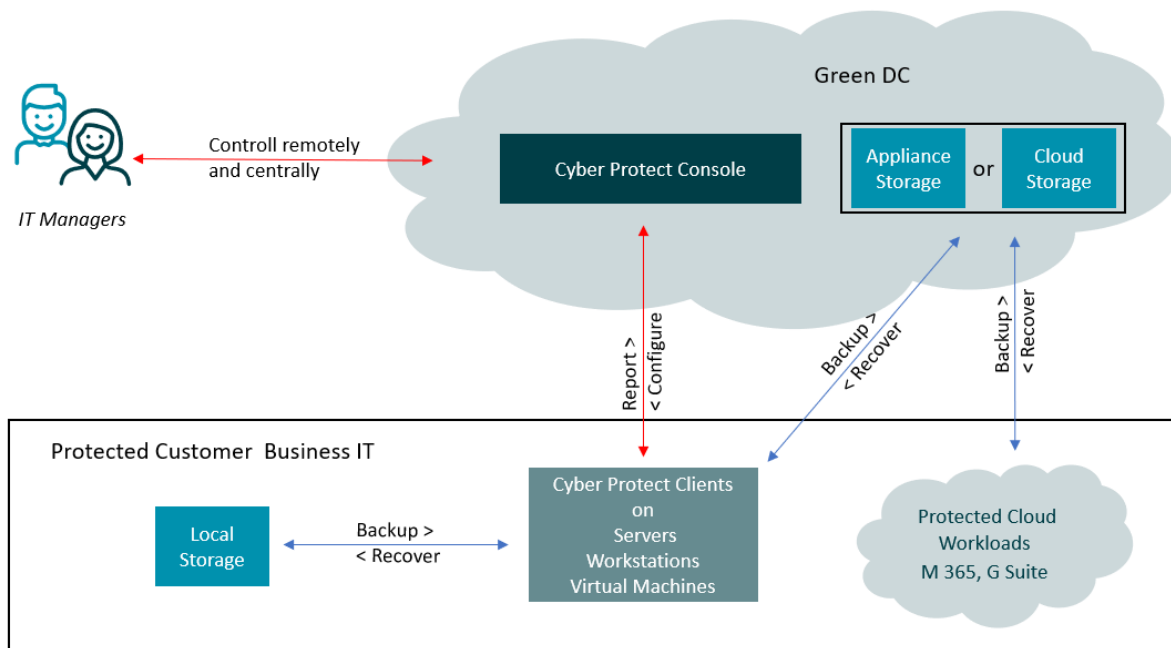 Green DC
Controll remotely
and centrally
IT Managers
Cyber Protect Console
Appliance
Storage
or
Cloud
Storage
Report >
< Configure
Backup >
< Recover
Backup >
< Recover
Protected Customer  Business IT
Local
Storage
Backup >
< Recover
Cyber Protect Clients
on
Servers
Workstations
Virtual Machines
Protected Cloud
Workloads
M 365, G Suite